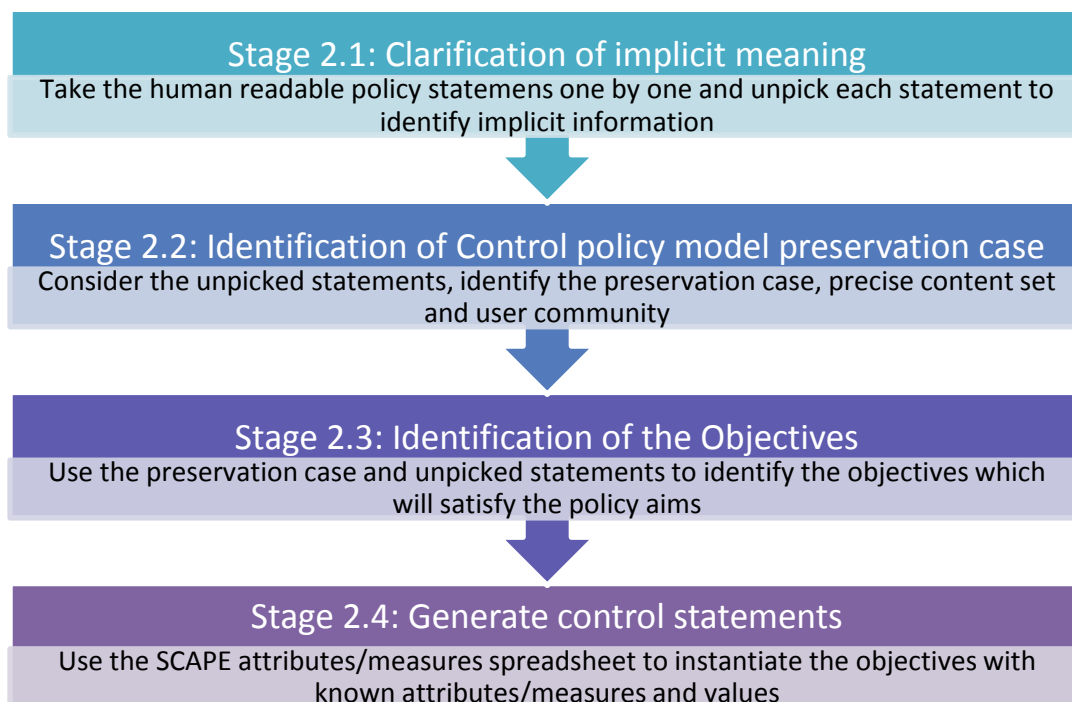 Stage 2.1: Clarification of implicit meaning
Take the human readable policy statemens one by one and unpick each statement to
identify implicit information
Stage 2.2: Identification of Control policy model preservation case
Consider the unpicked statements, identify the preservation case, precise content set
and user community
Stage 2.3: Identification of the Objectives
Use the preservation case and unpicked statements to identify the objectives which
will satisfy the policy aims
Stage 2.4: Generate control statements
Use the SCAPE attributes/measures spreadsheet to instantiate the objectives with
known attributes/measures and values